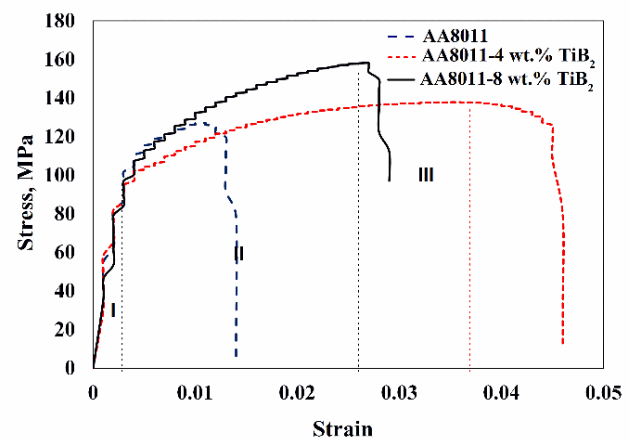 180
160
140
120
100
80
60
40
20
0
Stress, MPa
AA8011
AA8011-4 wt.% TiB₂
AA8011-8 wt.% TiB₂
I
II
III
0 0.01 0.02 0.03 0.04 0.05
Strain